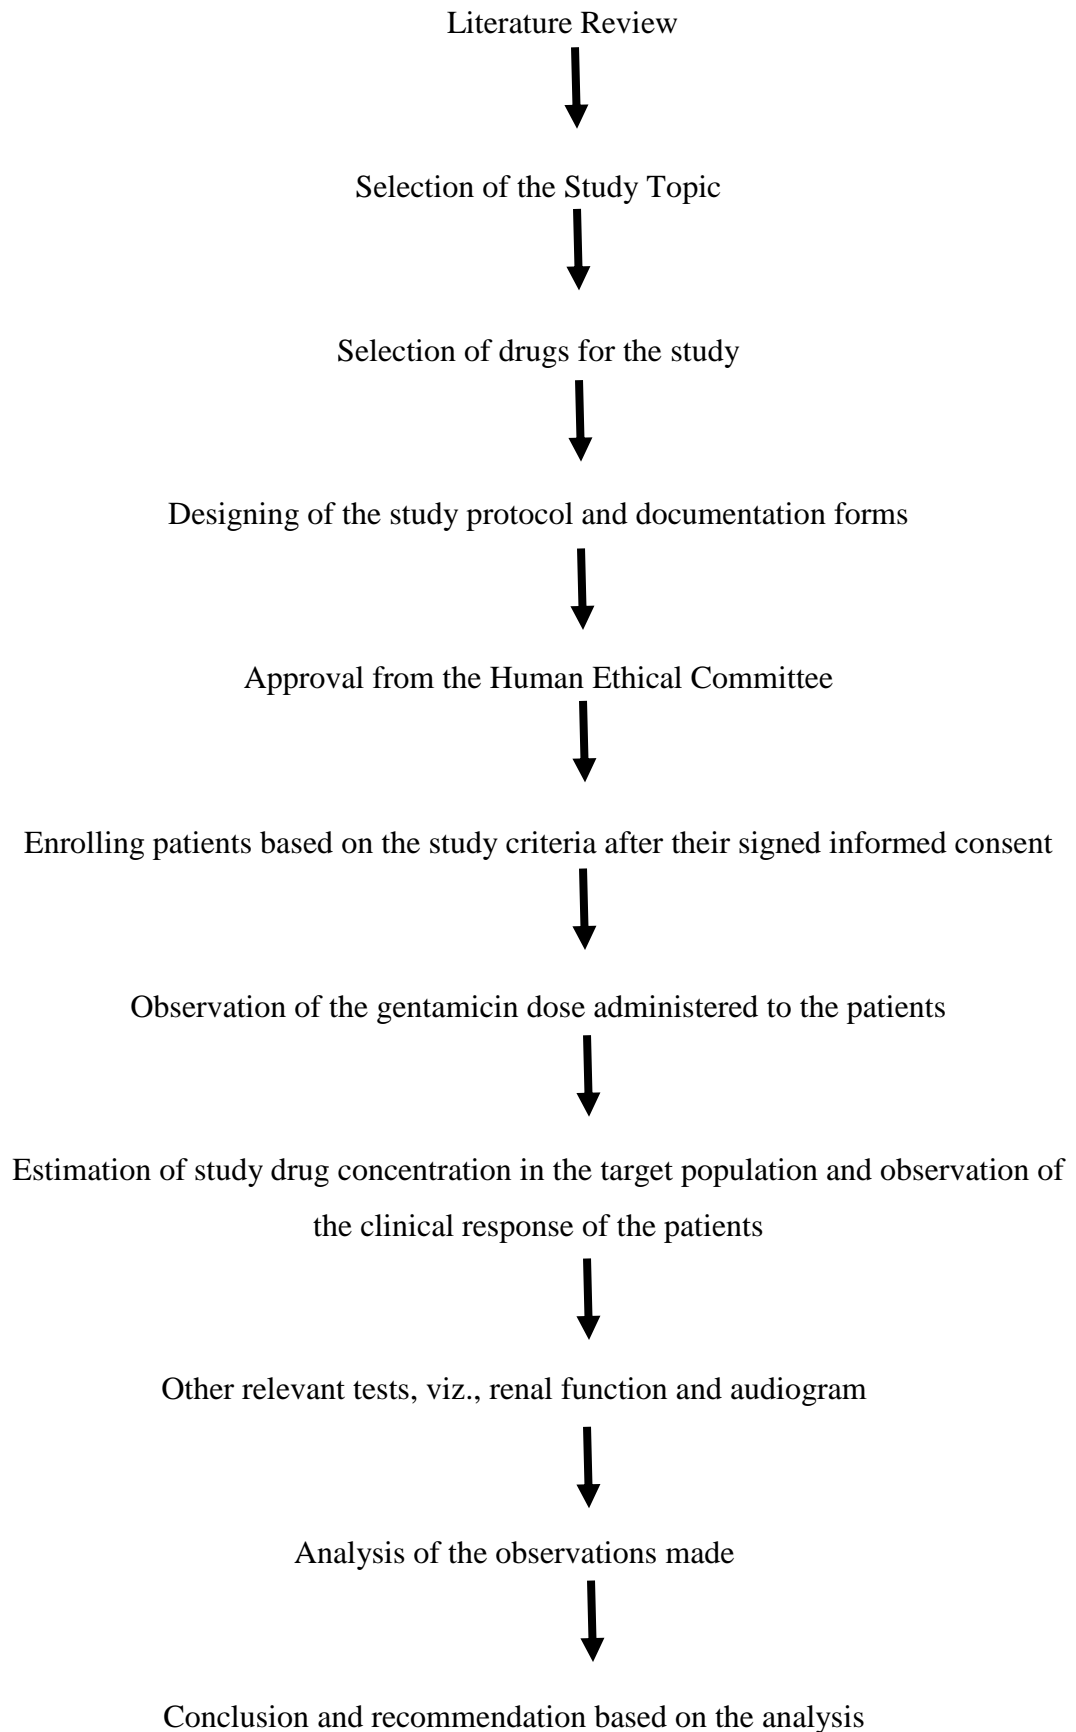 Literature Review
Selection of the Study Topic
Selection of drugs for the study
Designing of the study protocol and documentation forms
Approval from the Human Ethical Committee
Enrolling patients based on the study criteria after their signed informed consent
Observation of the gentamicin dose administered to the patients
Estimation of study drug concentration in the target population and observation of
the clinical response of the patients
Other relevant tests, viz., renal function and audiogram
Analysis of the observations made
Conclusion and recommendation based on the analysis